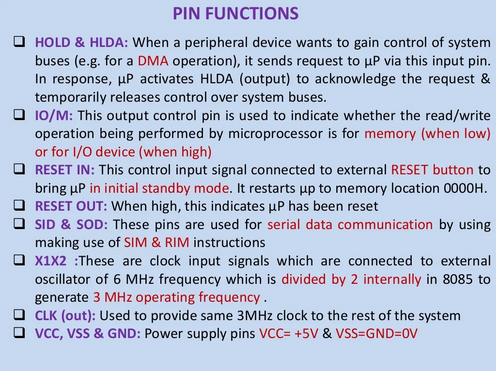 PIN FUNCTIONS
❑ HOLD & HLDA: When a peripheral device wants to gain control of system
buses (e.g. for a DMA operation), it sends request to µP via this input pin.
In response, µP activates HLDA (output) to acknowledge the request &
temporarily releases control over system buses.
❑ IO/M: This output control pin is used to indicate whether the read/write
operation being performed by microprocessor is for memory (when low)
or for I/O device (when high)
❑ RESET IN: This control input signal connected to external RESET button to
bring µP in initial standby mode. It restarts µp to memory location 0000H.
❑ RESET OUT: When high, this indicates µP has been reset
❑ SID & SOD: These pins are used for serial data communication by using
making use of SIM & RIM instructions
❑ X1X2 :These are clock input signals which are connected to external
oscillator of 6 MHz frequency which is divided by 2 internally in 8085 to
generate 3 MHz operating frequency .
❑ CLK (out): Used to provide same 3MHz clock to the rest of the system
❑ VCC, VSS & GND: Power supply pins VCC= +5V & VSS=GND=0V